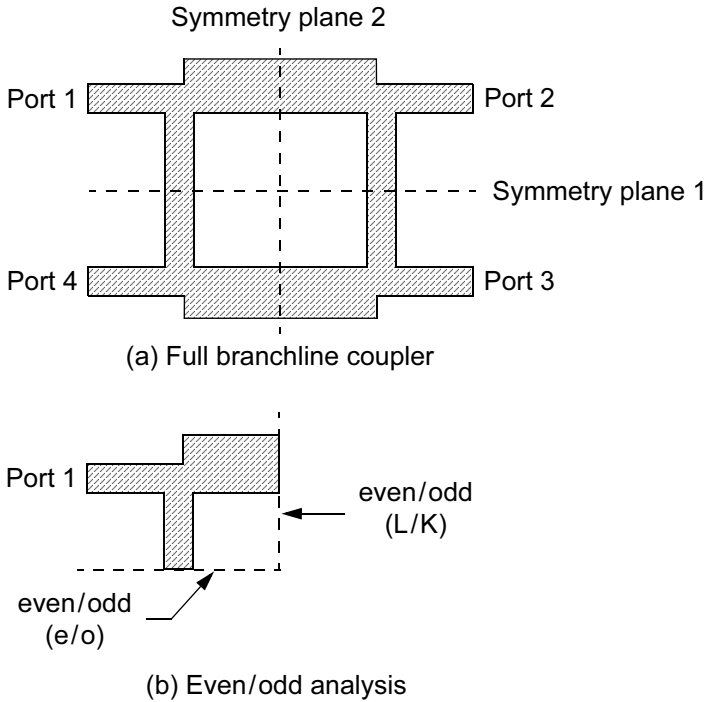 Symmetry plane 2
Port 1
Port 2
Symmetry plane 1
Port 4
Port 3
(a) Full branchline coupler
Port 1
even/odd
(L/K)
even/odd
(e/o)
(b) Even/odd analysis